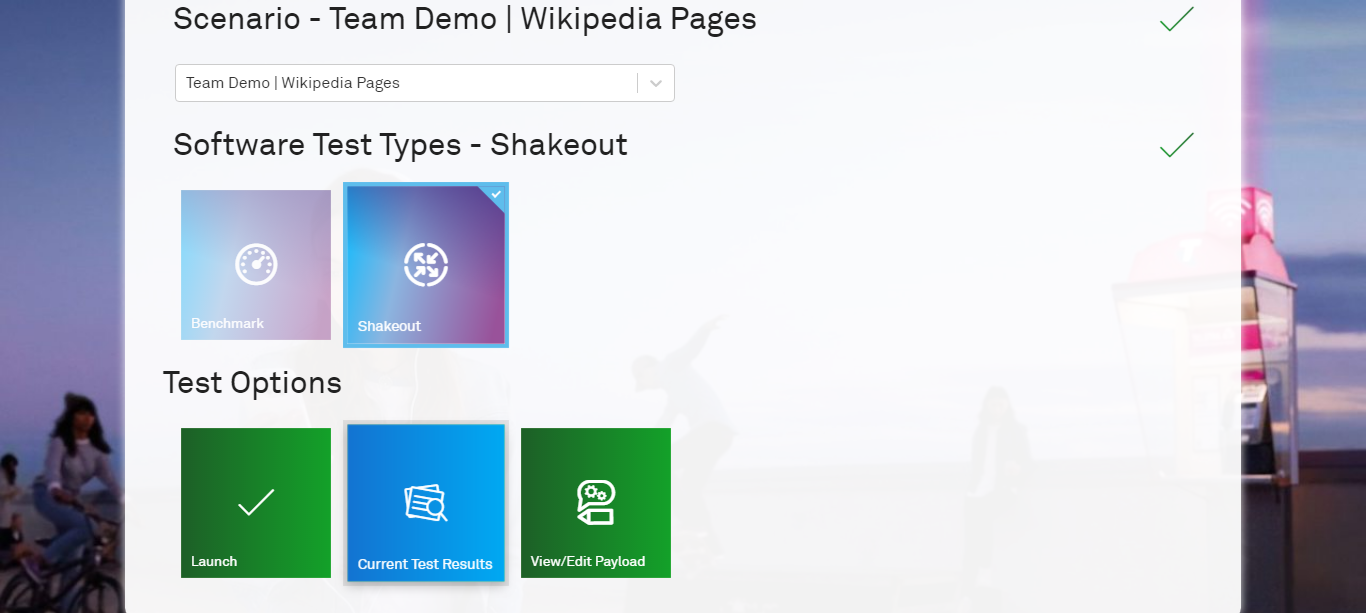 Scenario - Team Demo | Wikipedia Pages
Team Demo | Wikipedia Pages
Software Test Types - Shakeout
Benchmark
Shakeout
Test Options
Launch
Current Test Results
View/Edit Payload